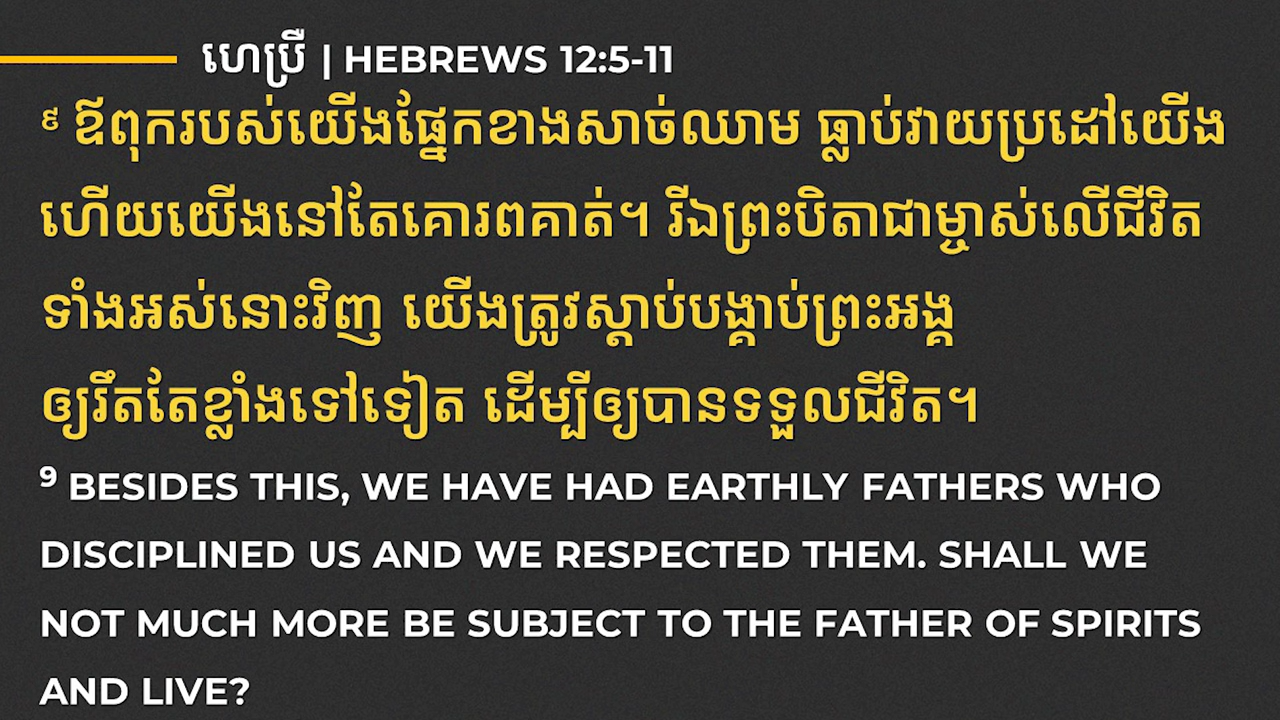 ហេប្រឺ | HEBREWS 12:5-11
៩ ឪពុករបស់យើងផ្នែកខាងសាច់ឈាម ធ្លាប់វាយប្រដៅយើង
ហើយយើងនៅតែគោរពគាត់។ រីឯព្រះបិតាជាម្ចាស់លើជីវិត
ទាំងអស់នោះវិញ យើងត្រូវស្ដាប់បង្គាប់ព្រះអង្គ
ឲ្យរឹតតែខ្លាំងទៅទៀត ដើម្បីឲ្យបានទទួលជីវិត។
9 BESIDES THIS, WE HAVE HAD EARTHLY FATHERS WHO
DISCIPLINED US AND WE RESPECTED THEM. SHALL WE
NOT MUCH MORE BE SUBJECT TO THE FATHER OF SPIRITS
AND LIVE?